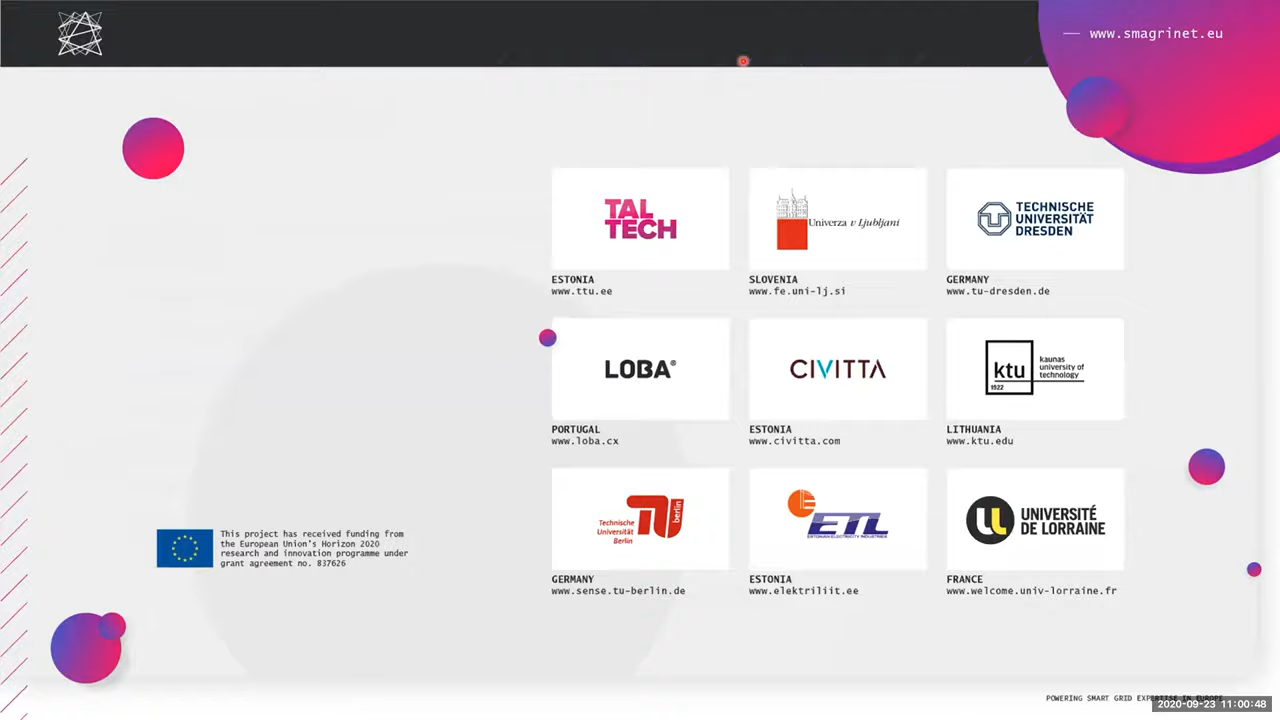 www.smagrinet.eu
TAL
TECH
ESTONIA
www.ttu.ee
Univerza v Ljubljani
SLOVENIA
www.fe.uni-lj.si
TECHNISCHE
UNIVERSITÄT
DRESDEN
GERMANY
www.tu-dresden.de
LOBA®
PORTUGAL
www.loba.cx
CIVITTA
ESTONIA
www.civitta.com
ktu
1922
kaunas
university of
technology
LITHUANIA
www.ktu.edu
Technische
Universität
Berlin
berlin
GERMANY
www.sense.tu-berlin.de
ETL
ESTONIAN ELECTRICITY INDUSTRIES
ESTONIA
www.elektriliit.ee
UNIVERSITÉ
DE LORRAINE
FRANCE
www.welcome.univ-lorraine.fr
This project has received funding from
the European Union's Horizon 2020
research and innovation programme under
grant agreement no. 837626
POWERING SMART GRID EXPERTISE IN EUROPE
2020-09-23 11:00:48